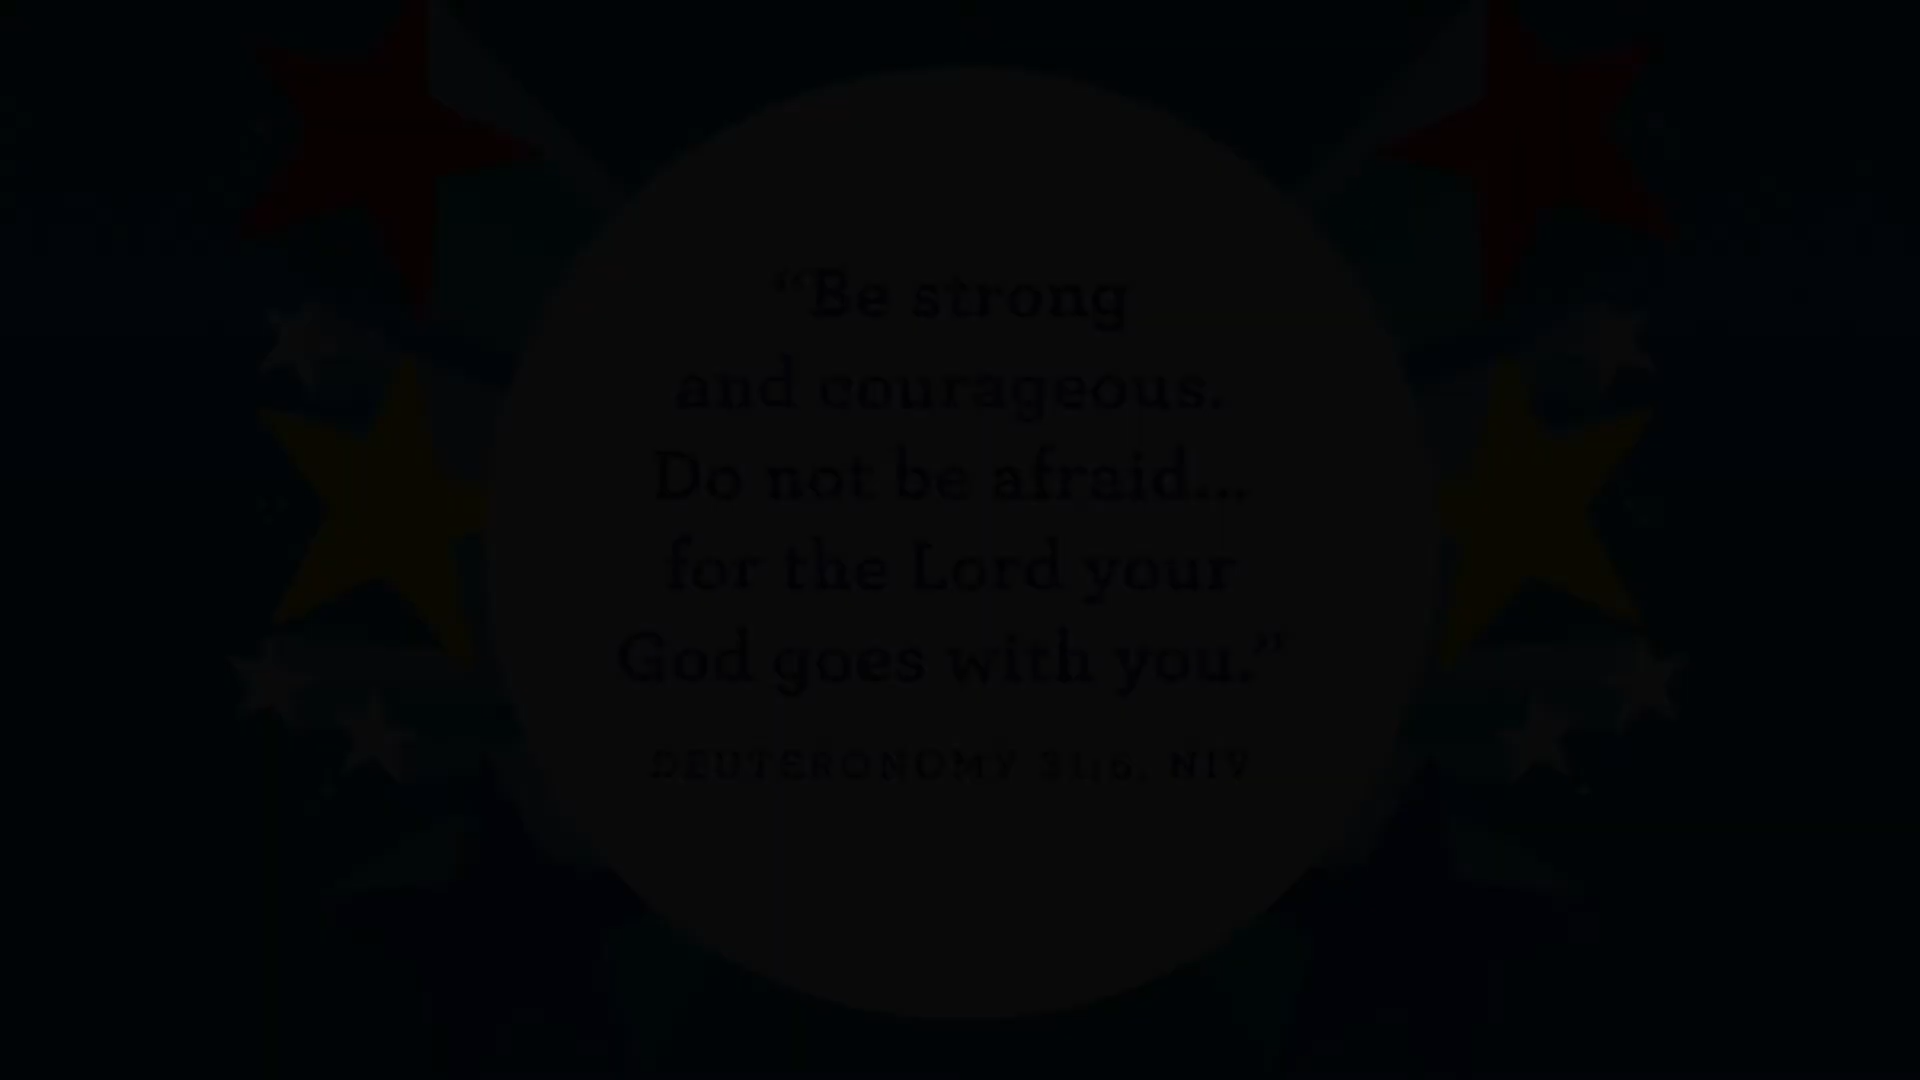 “Be strong
and courageous.
Do not be afraid...
for the Lord your
God goes with you.”
DEUTERONOMY 31:6, NIV